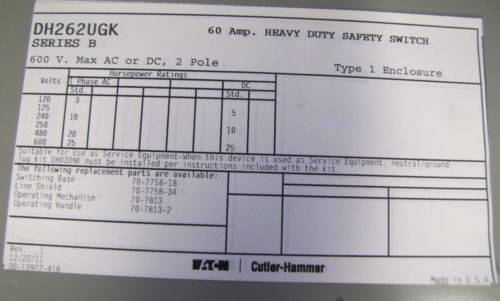 DH262UGK
60 Amp. HEAVY DUTY SAFETY SWITCH
SERIES B
600 V. Max AC or DC, 2 Pole
Type 1 Enclosure
Horsepower Ratings
Volts 1 Phase AC DC
Std. Std.
120 3
125 5
240 10
250 10
480 20
600 25 25
Suitable for Use as Service Equipment-When this device is used as Service Equipment, neutral/ground
lug kit DH030NK must be installed per instructions included with the kit.
The following replacement parts are available:
Switching Base 70-7758-18
Line Shield 70-7758-34
Operating Mechanism 70-7813
Operating Handle 70-7813-2
Rev. 1
12/22/11
30-13972-418
EATON Cutler-Hammer
Made in U.S.A.